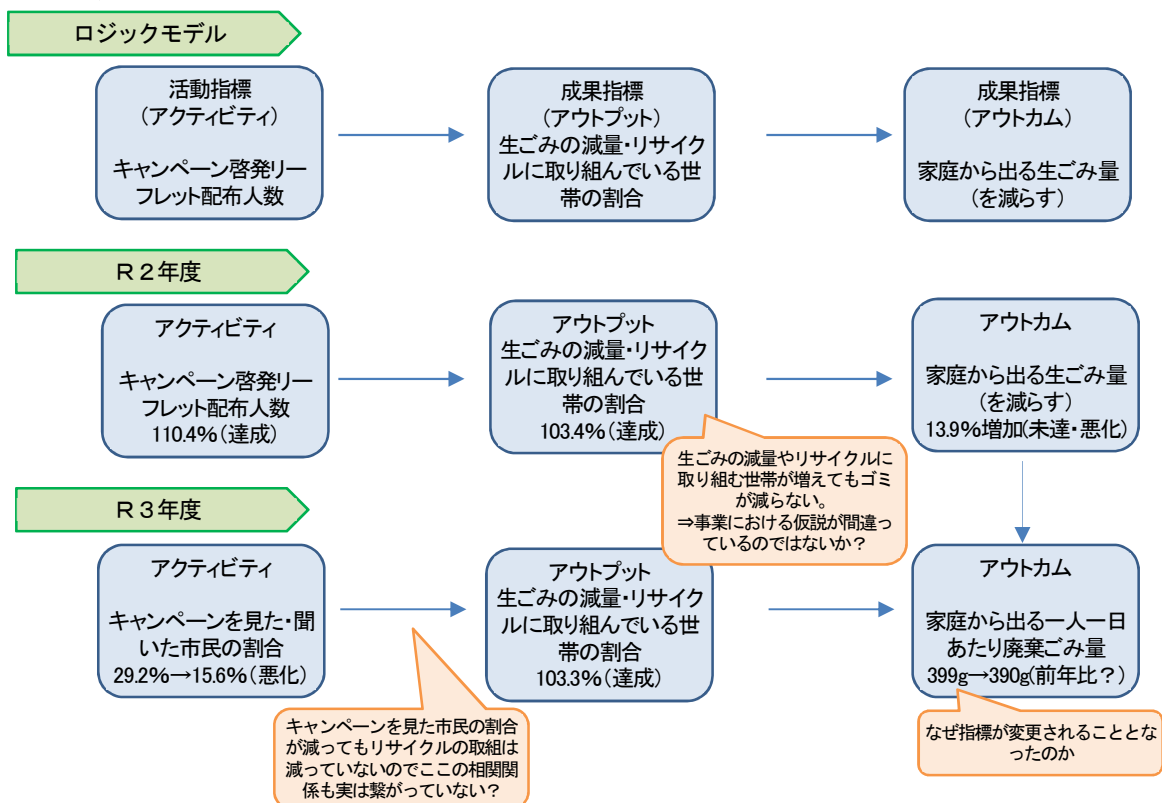 ロジックモデル
活動指標
（アクティビティ）
キャンペーン啓発リー
フレット配布人数
成果指標
（アウトプット）
生ごみの減量・リサイク
ルに取り組んでいる世
帯の割合
成果指標
（アウトカム）
家庭から出る生ごみ量
（を減らす）
Ｒ２年度
アクティビティ
キャンペーン啓発リー
フレット配布人数
110.4％（達成）
アウトプット
生ごみの減量・リサイク
ルに取り組んでいる世
帯の割合
103.4％（達成）
アウトカム
家庭から出る生ごみ量
（を減らす）
13.9％増加(未達・悪化）
生ごみの減量やリサイクルに
取り組む世帯が増えてもゴミ
が減らない。
⇒事業における仮説が間違っ
ているのではないか？
Ｒ３年度
アクティビティ
キャンペーンを見た・聞
いた市民の割合
29.2％→15.6％（悪化）
アウトプット
生ごみの減量・リサイク
ルに取り組んでいる世
帯の割合
103.3％（達成）
アウトカム
家庭から出る一人一日
あたり廃棄ごみ量
399g→390g(前年比？）
キャンペーンを見た市民の割合
が減ってもリサイクルの取組は
減っていないのでここの相関関
係も実は繋がっていない？
なぜ指標が変更されることとな
ったのか